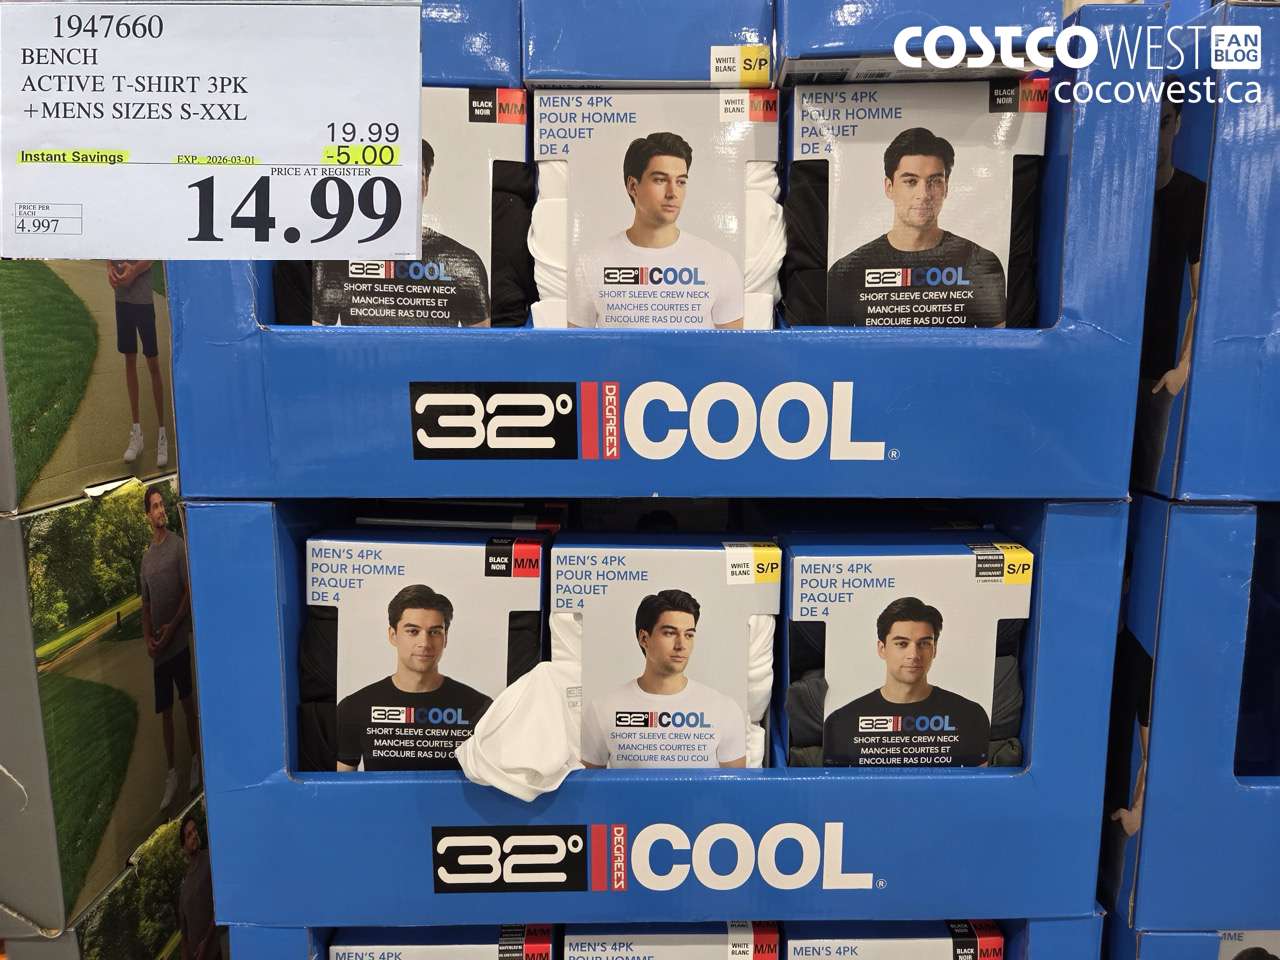 1947660
BENCH
ACTIVE T-SHIRT 3PK
+MENS SIZES S-XXL
19.99
Instant Savings EXP. 2026-03-01 -5.00
PRICE AT REGISTER
14.99
PRICE PER
EACH
4.997
COSTCO WEST FAN BLOG
cocowest.ca
WHITE
BLANC S/P
BLACK
NOIR M/M
32° COOL
SHORT SLEEVE CREW NECK
MANCHES COURTES ET
ENCOLURE RAS DU COU
MEN'S 4PK
POUR HOMME
PAQUET
DE 4
WHITE
BLANC M/M
32° COOL
SHORT SLEEVE CREW NECK
MANCHES COURTES ET
ENCOLURE RAS DU COU
MEN'S 4PK
POUR HOMME
PAQUET
DE 4
BLACK
NOIR M/M
32° COOL
SHORT SLEEVE CREW NECK
MANCHES COURTES ET
ENCOLURE RAS DU COU
32° DEGREES COOL®
MEN'S 4PK
POUR HOMME
PAQUET
DE 4
BLACK
NOIR M/M
32° COOL
SHORT SLEEVE CREW NECK
MANCHES COURTES ET
ENCOLURE RAS DU COU
MEN'S 4PK
POUR HOMME
PAQUET
DE 4
WHITE
BLANC S/P
32° COOL
SHORT SLEEVE CREW NECK
MANCHES COURTES ET
ENCOLURE RAS DU COU
MEN'S 4PK
POUR HOMME
PAQUET
DE 4
S/P
32° COOL
SHORT SLEEVE CREW NECK
MANCHES COURTES ET
ENCOLURE RAS DU COU
32° DEGREES COOL®
MEN'S 4PK
M/M
MEN'S 4PK
POUR HOMME
WHITE
BLANC M/M
MEN'S 4PK
BLACK
NOIR M/M